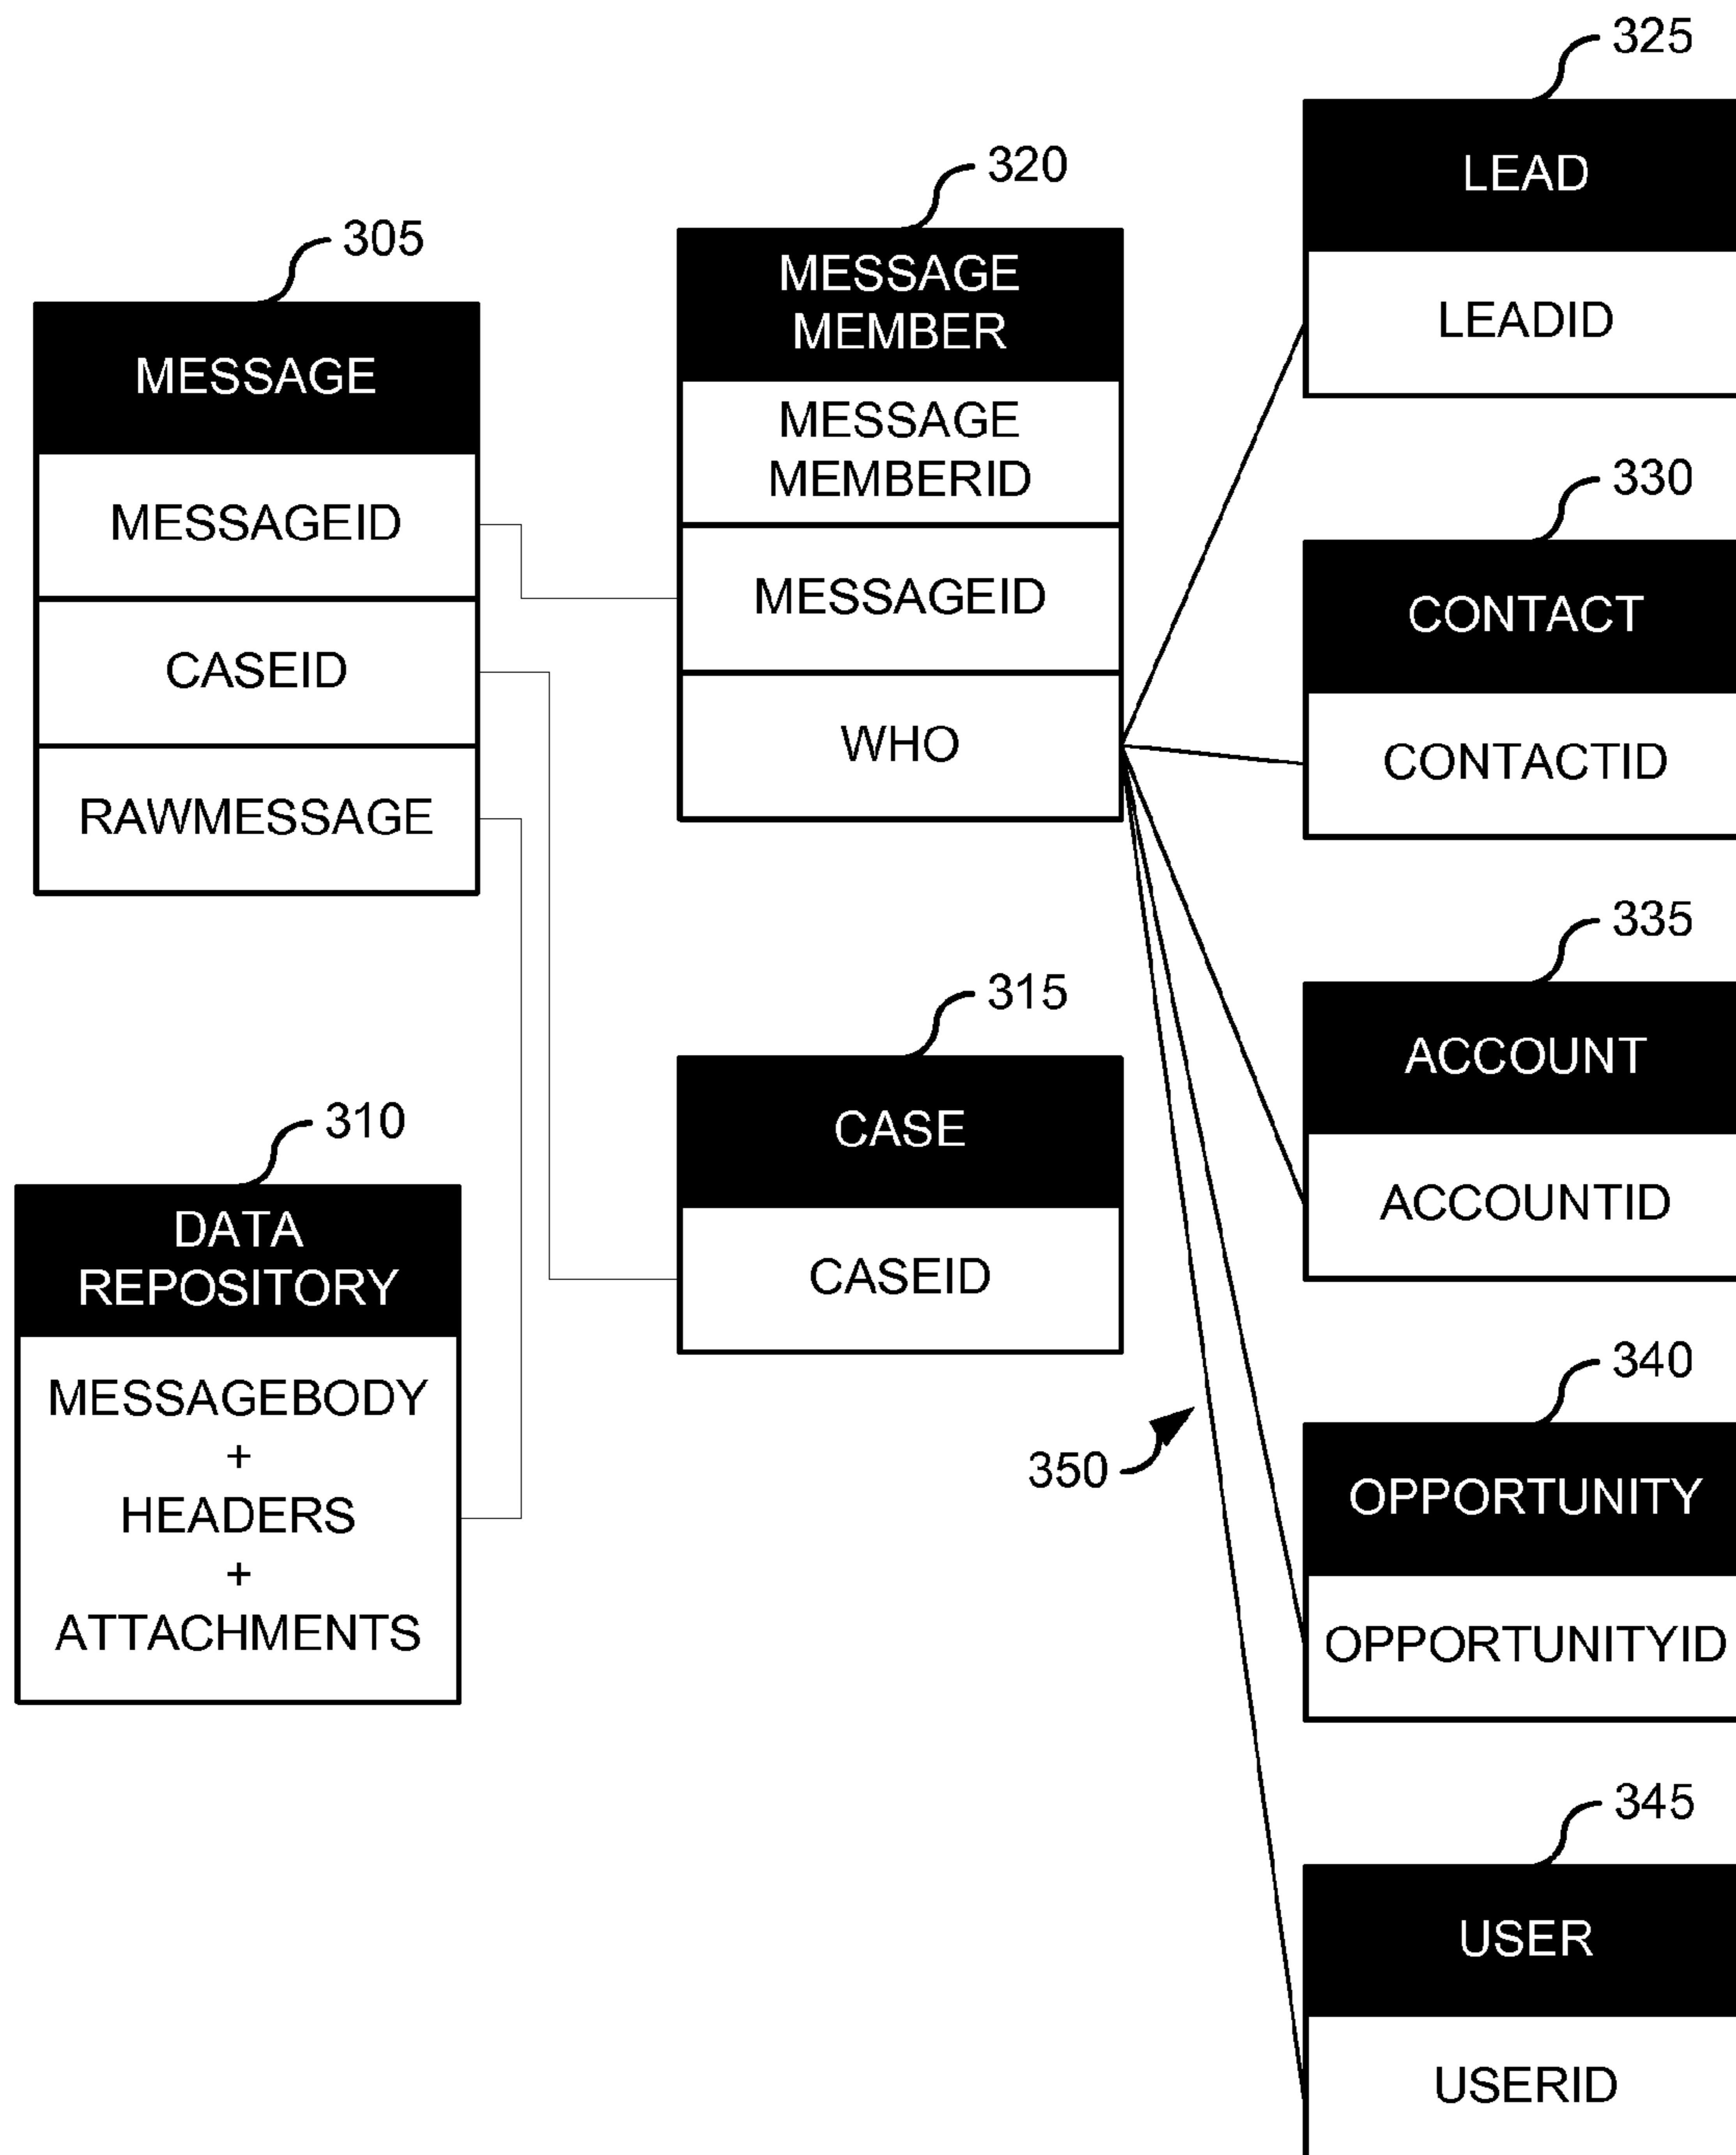 305
MESSAGE
MESSAGEID
CASEID
RAWMESSAGE
310
DATA
REPOSITORY
MESSAGEBODY
+
HEADERS
+
ATTACHMENTS
320
MESSAGE
MEMBER
MESSAGE
MEMBERID
MESSAGEID
WHO
315
CASE
CASEID
350
325
LEAD
LEADID
330
CONTACT
CONTACTID
335
ACCOUNT
ACCOUNTID
340
OPPORTUNITY
OPPORTUNITYID
345
USER
USERID